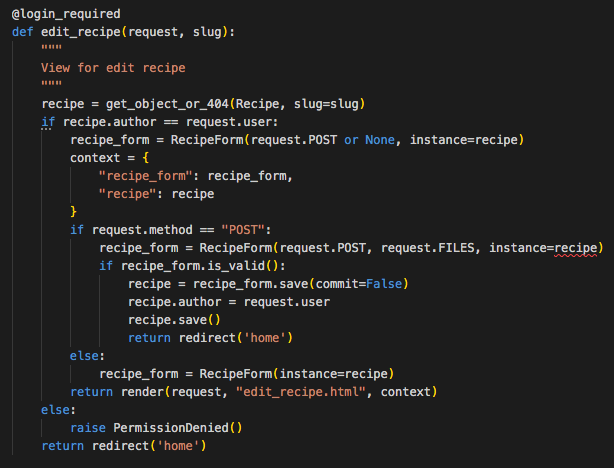 @login_required
def edit_recipe(request, slug):
    """
    View for edit recipe
    """
    recipe = get_object_or_404(Recipe, slug=slug)
    if recipe.author == request.user:
        recipe_form = RecipeForm(request.POST or None, instance=recipe)
        context = {
            "recipe_form": recipe_form,
            "recipe": recipe
        }
        if request.method == "POST":
            recipe_form = RecipeForm(request.POST, request.FILES, instance=recipe)
            if recipe_form.is_valid():
                recipe = recipe_form.save(commit=False)
                recipe.author = request.user
                recipe.save()
                return redirect('home')
        else:
            recipe_form = RecipeForm(instance=recipe)
        return render(request, "edit_recipe.html", context)
    else:
        raise PermissionDenied()
    return redirect('home')